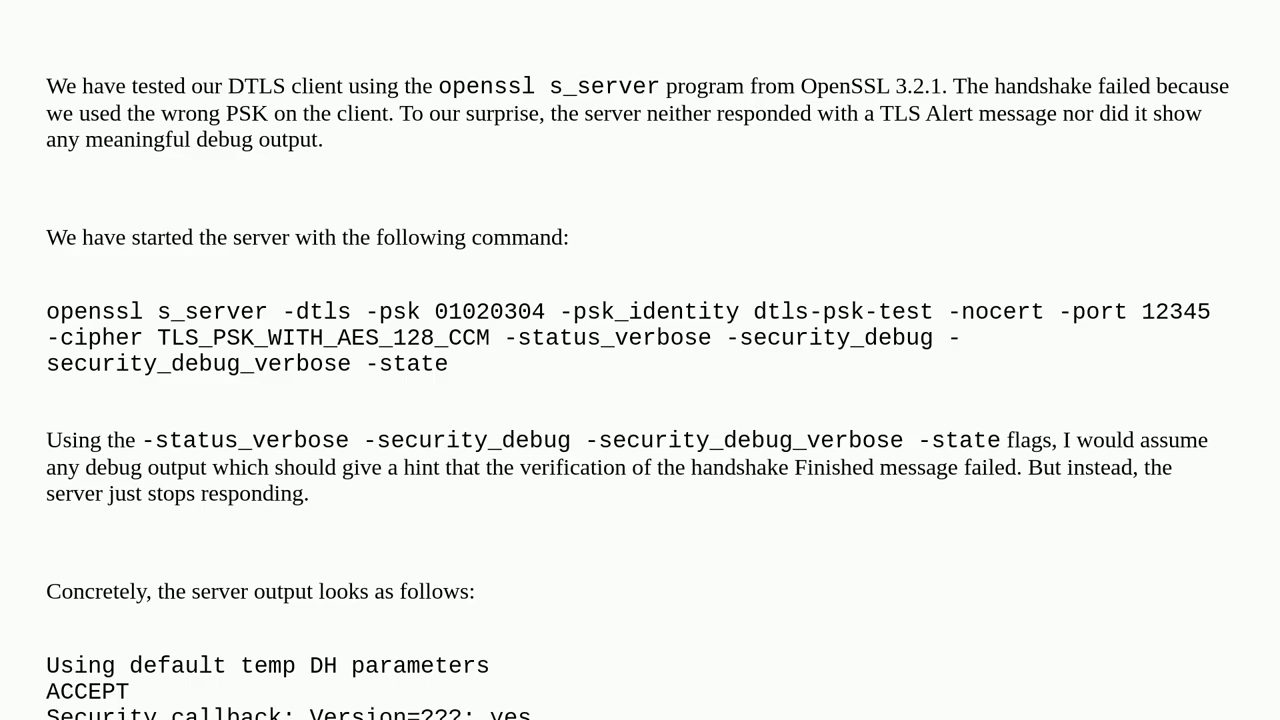 We have tested our DTLS client using the openssl s_server program from OpenSSL 3.2.1. The handshake failed because
we used the wrong PSK on the client. To our surprise, the server neither responded with a TLS Alert message nor did it show
any meaningful debug output.
We have started the server with the following command:
openssl s_server -dtls -psk 01020304 -psk_identity dtls-psk-test -nocert -port 12345
-cipher TLS_PSK_WITH_AES_128_CCM -status_verbose -security_debug -
security_debug_verbose -state
Using the -status_verbose -security_debug -security_debug_verbose -state flags, I would assume
any debug output which should give a hint that the verification of the handshake Finished message failed. But instead, the
server just stops responding.
Concretely, the server output looks as follows:
Using default temp DH parameters
ACCEPT
Security callback: Version=???: yes